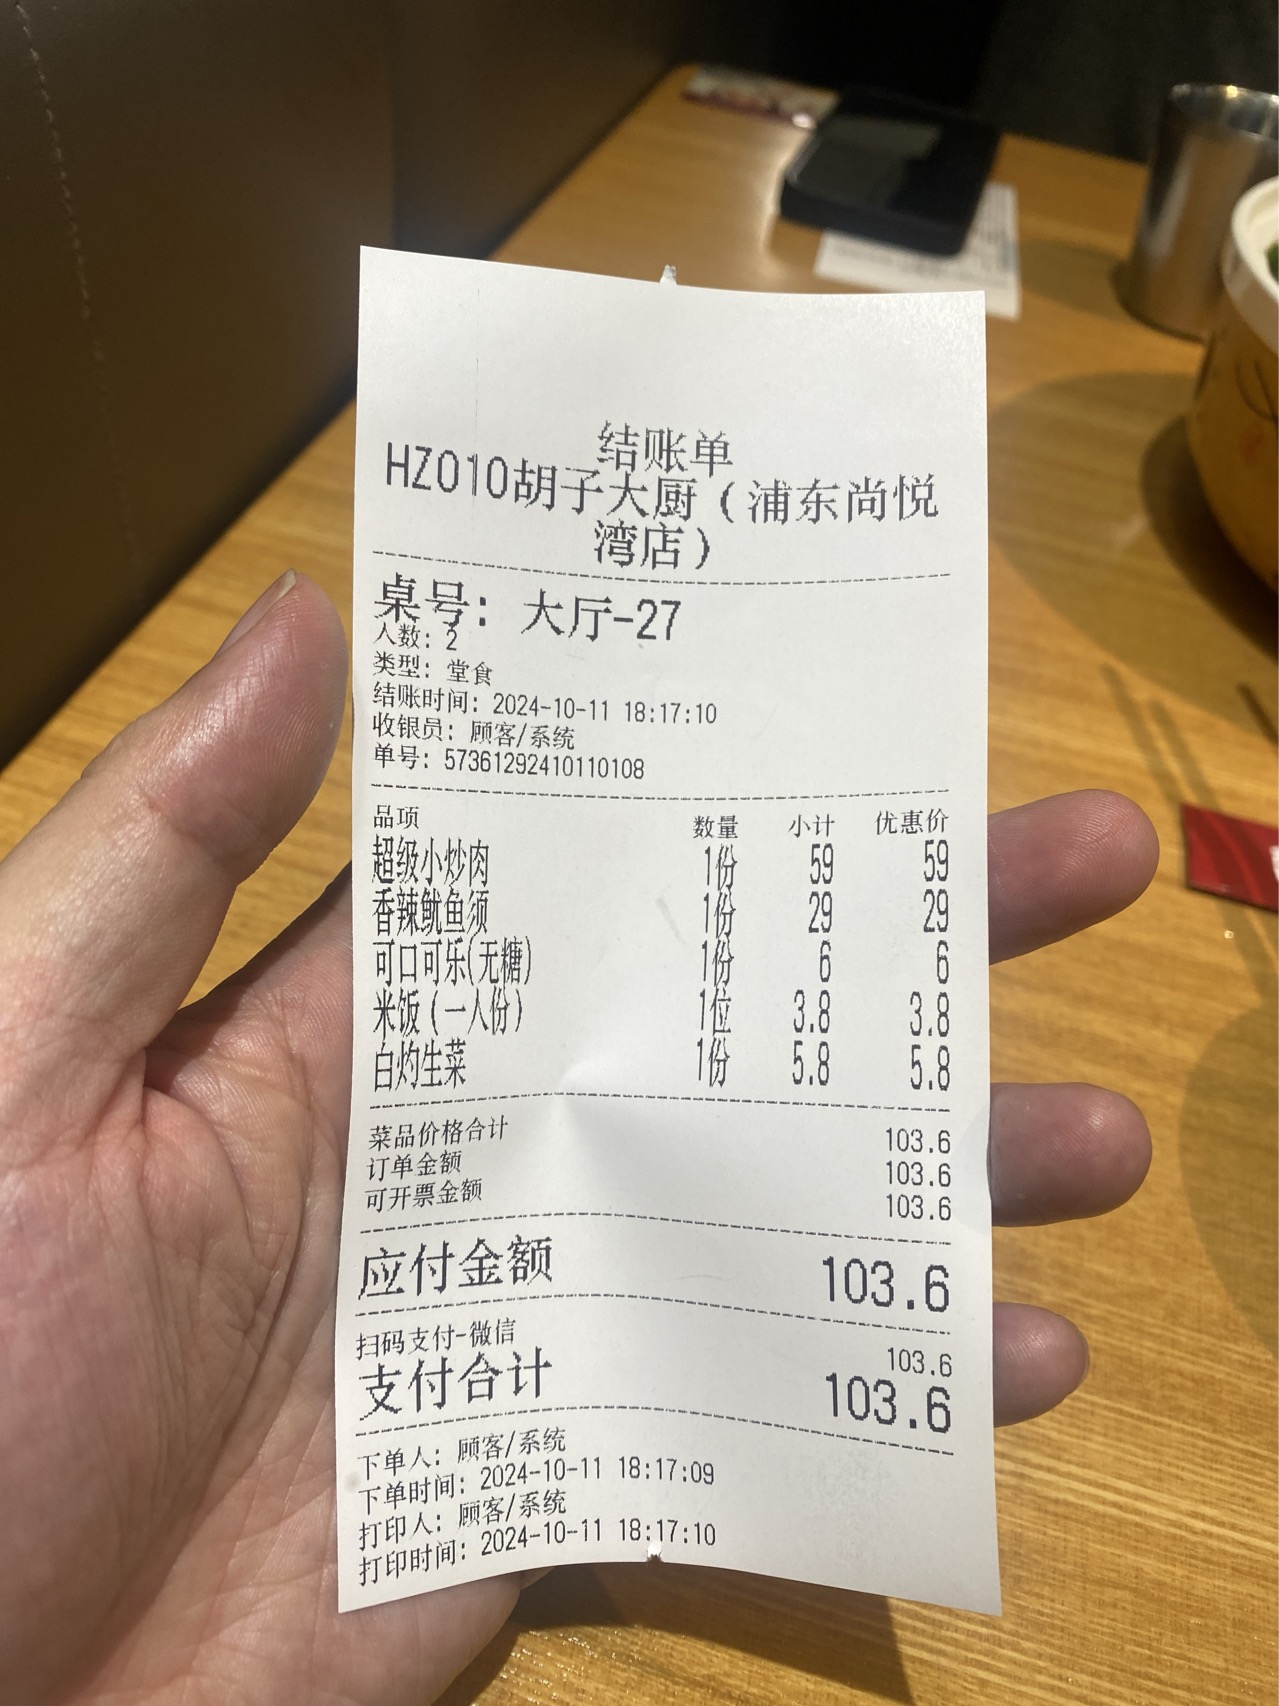 结账单
HZ010胡子大厨(浦东尚悦
湾店)
桌号: 大厅-27
人数: 2
类型: 堂食
结账时间: 2024-10-11 18:17:10
收银员: 顾客/系统
单号: 57361292410110108
品项 数量 小计 优惠价
超级小炒肉 1份 59 59
香辣鱿鱼须 1份 29 29
可口可乐(无糖) 1份 6 6
米饭(一人份) 1位 3.8 3.8
白灼生菜 1份 5.8 5.8
菜品价格合计 103.6
订单金额 103.6
可开票金额 103.6
应付金额 103.6
扫码支付-微信 103.6
支付合计 103.6
下单人: 顾客/系统
下单时间: 2024-10-11 18:17:09
打印人: 顾客/系统
打印时间: 2024-10-11 18:17:10